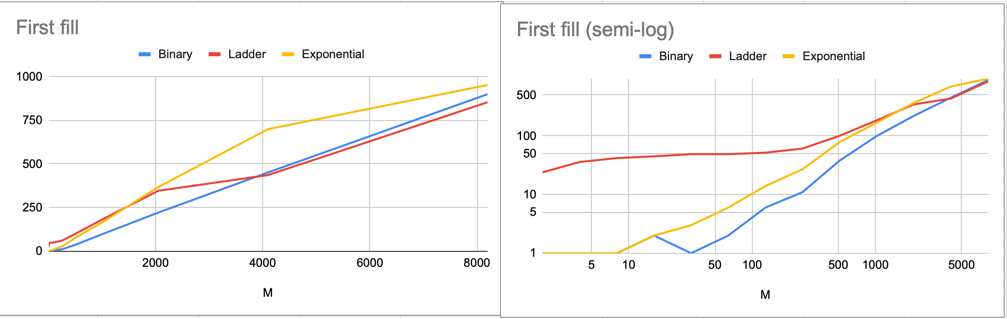 First fill
Binary Ladder Exponential
1000
750
500
250
0
2000 4000 6000 8000
M
First fill (semi-log)
Binary Ladder Exponential
500
100
50
10
5
1
5 10 50 100 500 1000 5000
M